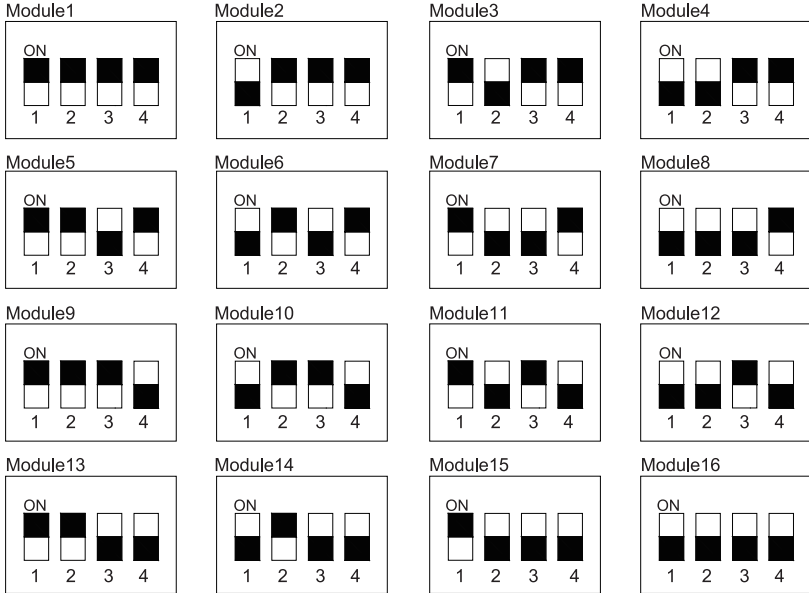 Module1 Module2 Module3 Module4
ON ON ON ON
1 2 3 4 1 2 3 4 1 2 3 4 1 2 3 4
Module5 Module6 Module7 Module8
ON ON ON ON
1 2 3 4 1 2 3 4 1 2 3 4 1 2 3 4
Module9 Module10 Module11 Module12
ON ON ON ON
1 2 3 4 1 2 3 4 1 2 3 4 1 2 3 4
Module13 Module14 Module15 Module16
ON ON ON ON
1 2 3 4 1 2 3 4 1 2 3 4 1 2 3 4